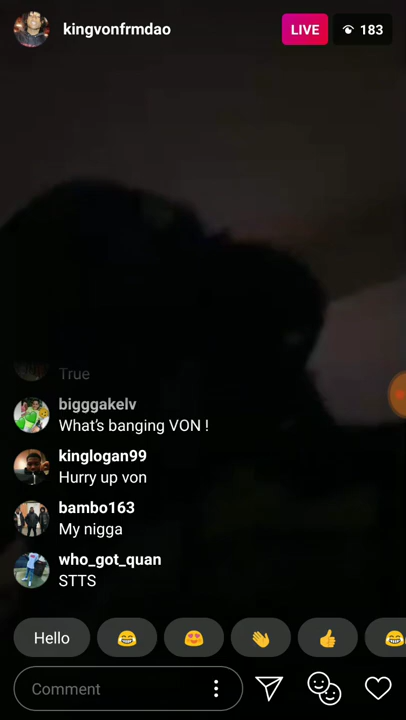 kingvonfrmdao
LIVE 183
True
bigggakelv
What's banging VON !
kinglogan99
Hurry up von
bambo163
My nigga
who_got_quan
STTS
Hello
Comment